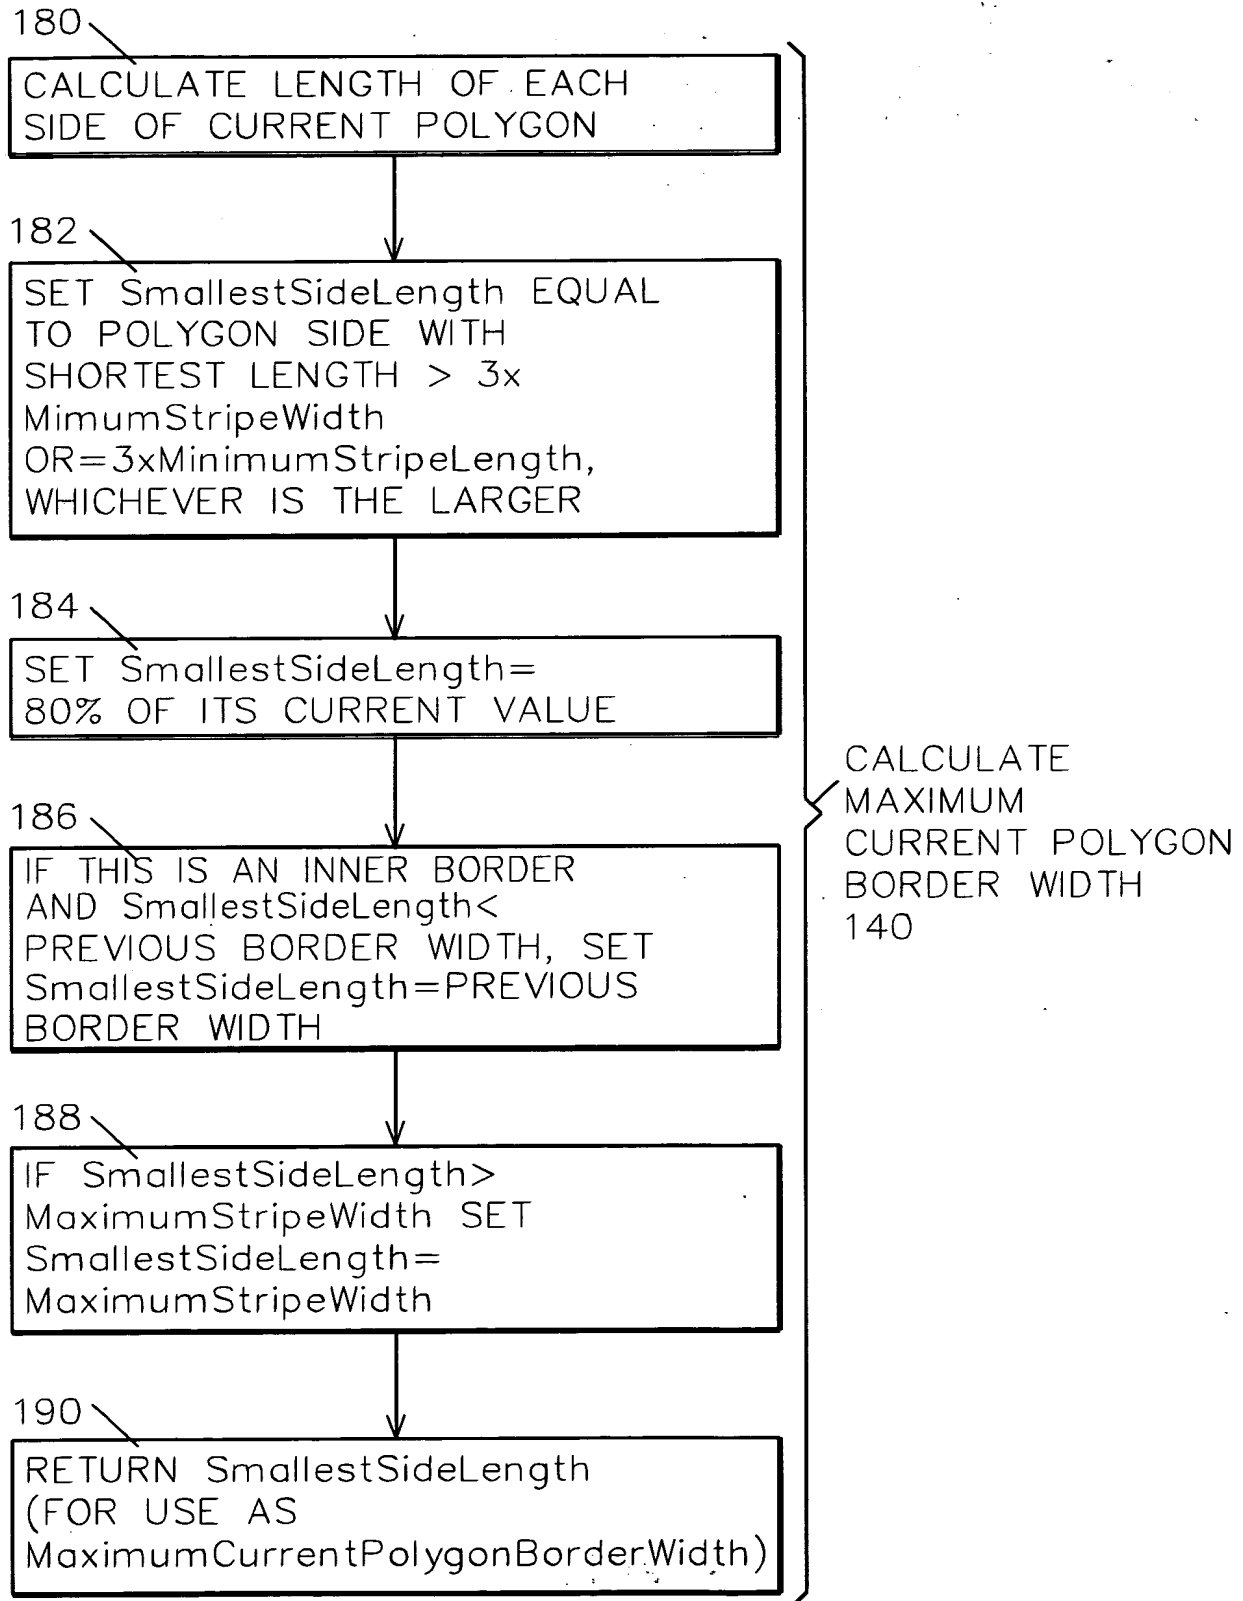 180
CALCULATE LENGTH OF EACH
SIDE OF CURRENT POLYGON
182
SET SmallestSideLength EQUAL
TO POLYGON SIDE WITH
SHORTEST LENGTH > 3x
MimumStripeWidth
OR=3xMinimumStripeLength,
WHICHEVER IS THE LARGER
184
SET SmallestSideLength=
80% OF ITS CURRENT VALUE
186
IF THIS IS AN INNER BORDER
AND SmallestSideLength<
PREVIOUS BORDER WIDTH, SET
SmallestSideLength=PREVIOUS
BORDER WIDTH
188
IF SmallestSideLength>
MaximumStripeWidth SET
SmallestSideLength=
MaximumStripeWidth
190
RETURN SmallestSideLength
(FOR USE AS
MaximumCurrentPolygonBorderWidth)
CALCULATE
MAXIMUM
CURRENT POLYGON
BORDER WIDTH
140